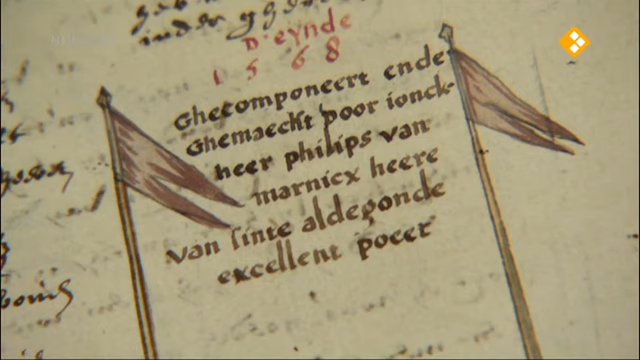 D'eynde
1568
Ghecomponeert ende
Ghemaeckt door ionck-
heer philips van
marnicx heere
van sinte aldegonde
excellent poeet